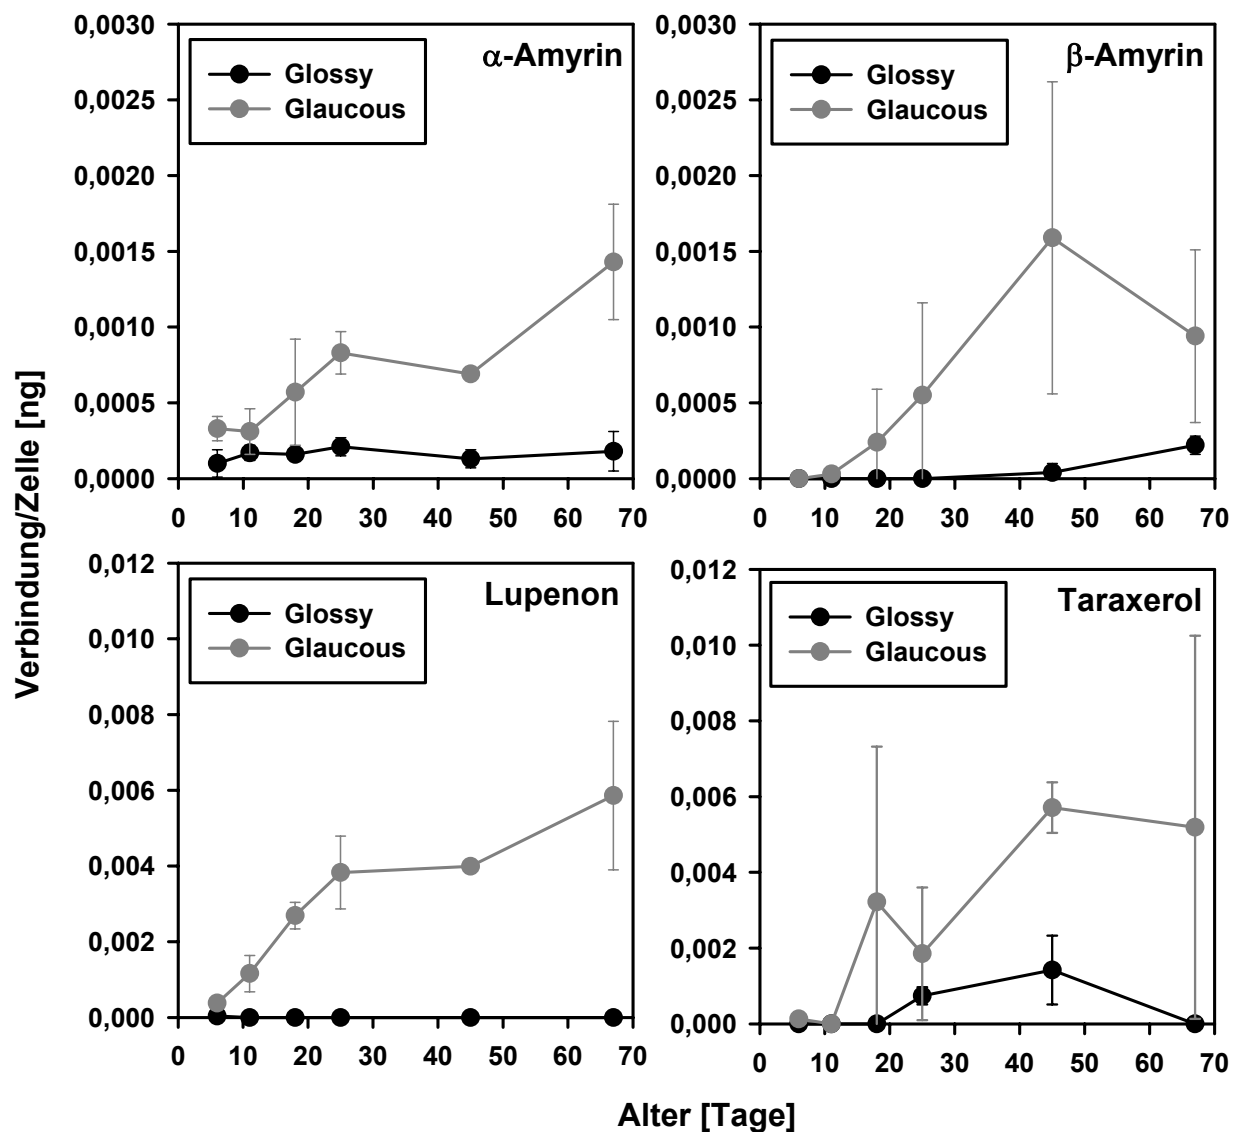 α-Amyrin
Glossy
Glaucous
0,0030
0,0025
0,0020
0,0015
0,0010
0,0005
0,0000
0 10 20 30 40 50 60 70
β-Amyrin
Glossy
Glaucous
0,0030
0,0025
0,0020
0,0015
0,0010
0,0005
0,0000
0 10 20 30 40 50 60 70
Verbindung/Zelle [ng]
Lupenon
Glossy
Glaucous
0,012
0,010
0,008
0,006
0,004
0,002
0,000
0 10 20 30 40 50 60 70
Taraxerol
Glossy
Glaucous
0,012
0,010
0,008
0,006
0,004
0,002
0,000
0 10 20 30 40 50 60 70
Alter [Tage]